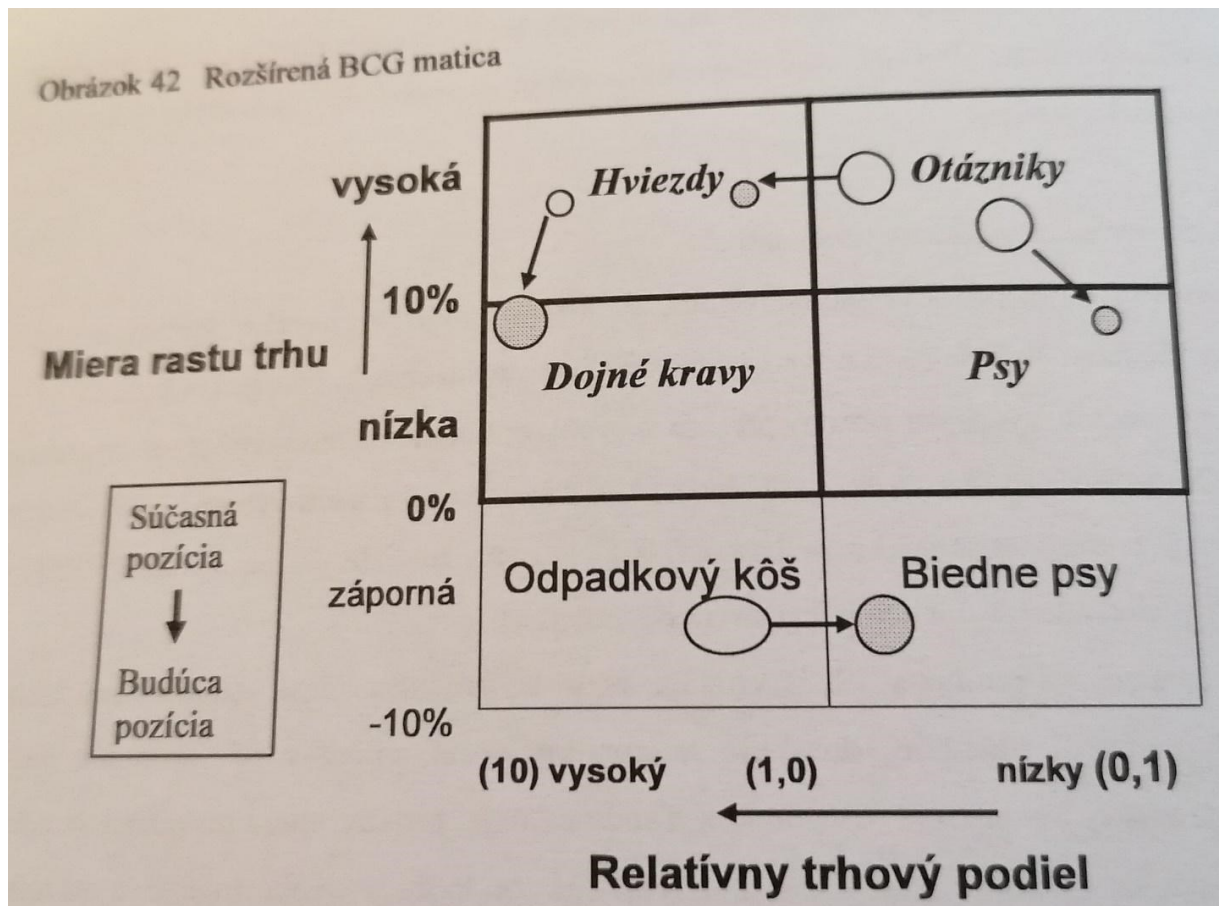 Obrázok 42 Rozšírená BCG matica
vysoká
Hviezdy
Otázniky
10%
Miera rastu trhu
Dojné kravy
Psy
nízka
0%
Súčasná
pozícia
Budúca
pozícia
záporná
Odpadkový kôš
Biedne psy
-10%
(10) vysoký (1,0) nízky (0,1)
Relatívny trhový podiel